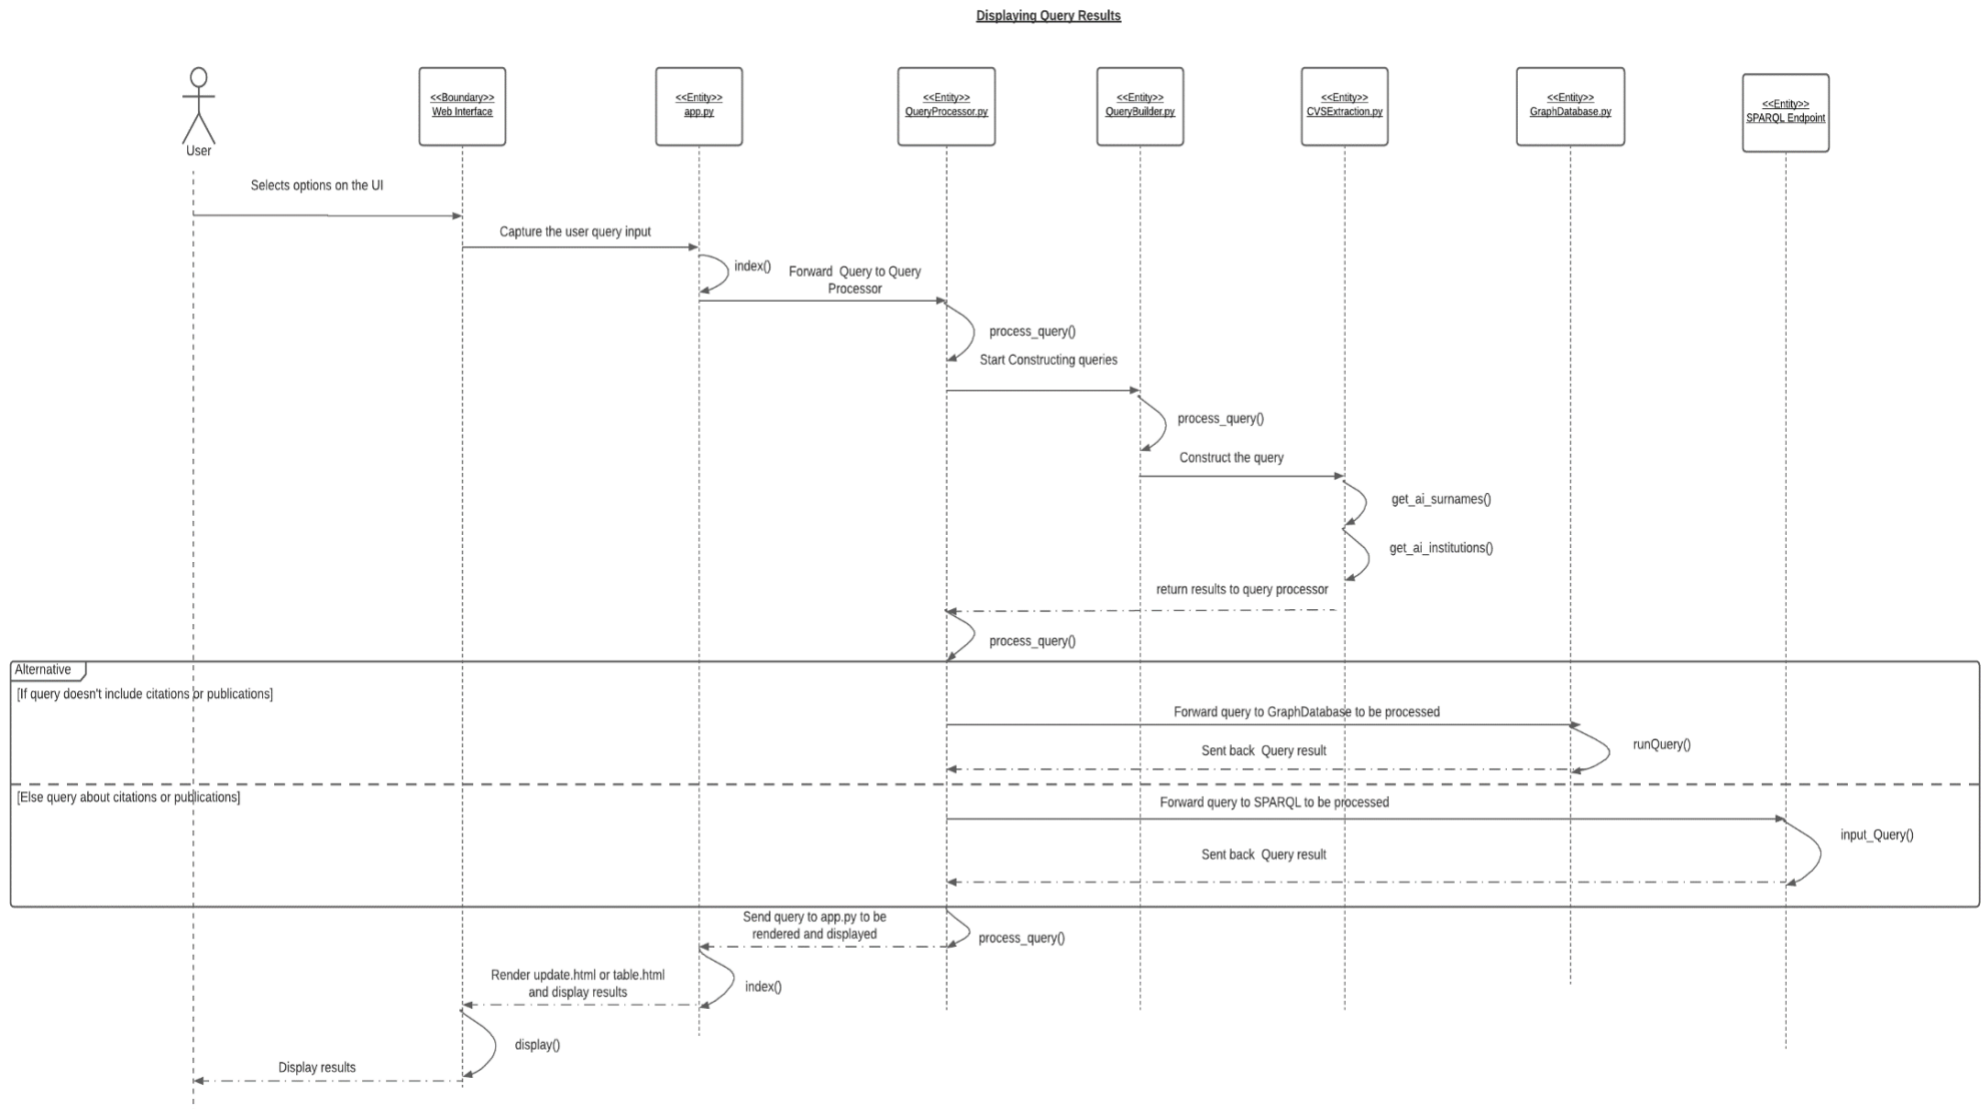 Displaying Query Results
User
<<Boundary>>
Web Interface
<<Entity>>
app.py
<<Entity>>
QueryProcessor.py
<<Entity>>
QueryBuilder.py
<<Entity>>
CVSExtraction.py
<<Entity>>
GraphDatabase.py
<<Entity>>
SPARQL Endpoint
Selects options on the UI
Capture the user query input
index()
Forward Query to Query
Processor
process_query()
Start Constructing queries
process_query()
Construct the query
get_ai_surnames()
get_ai_institutions()
return results to query processor
process_query()
Alternative
[If query doesn't include citations or publications]
Forward query to GraphDatabase to be processed
runQuery()
Sent back Query result
[Else query about citations or publications]
Forward query to SPARQL to be processed
input_Query()
Sent back Query result
Send query to app.py to be
rendered and displayed
process_query()
Render update.html or table.html
and display results
index()
display()
Display results